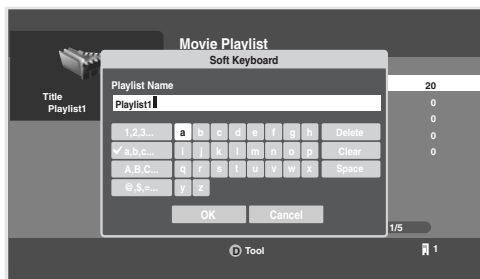 Movie Playlist
Soft Keyboard
Playlist Name
Playlist1
Title
Playlist1
20
0
0
0
0
1,2,3... a b c d e f g h Delete
a,b,c... i j k l m n o p Clear
A,B,C... q r s t u v w x Space
@,$,=... y z
OK Cancel
1/5
D Tool
1